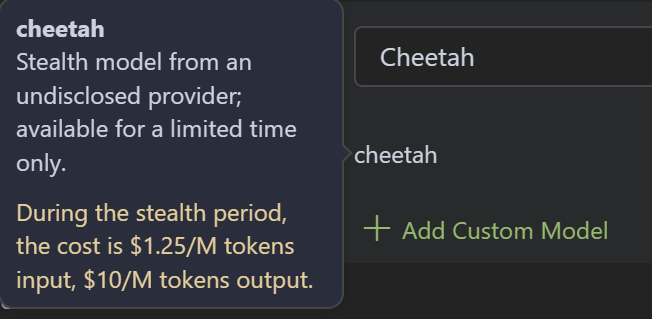 cheetah
Stealth model from an
undisclosed provider;
available for a limited time
only.
During the stealth period,
the cost is $1.25/M tokens
input, $10/M tokens output.
Cheetah
cheetah
Add Custom Model